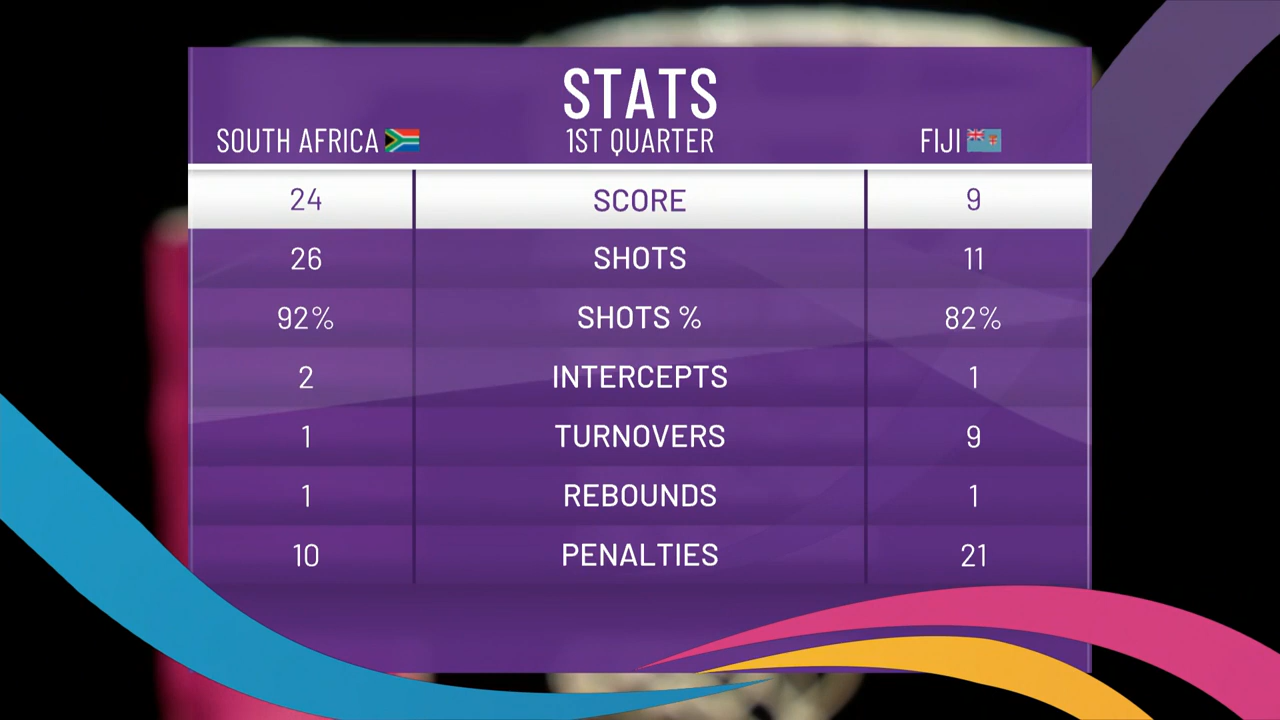 STATS
SOUTH AFRICA 1ST QUARTER FIJI
24 SCORE 9
26 SHOTS 11
92% SHOTS % 82%
2 INTERCEPTS 1
1 TURNOVERS 9
1 REBOUNDS 1
10 PENALTIES 21